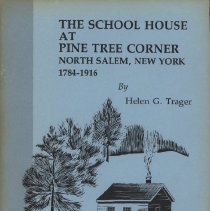 THE SCHOOL HOUSE
AT
PINE TREE CORNER
NORTH SALEM, NEW YORK
1784-1916
By
Helen G. Trager